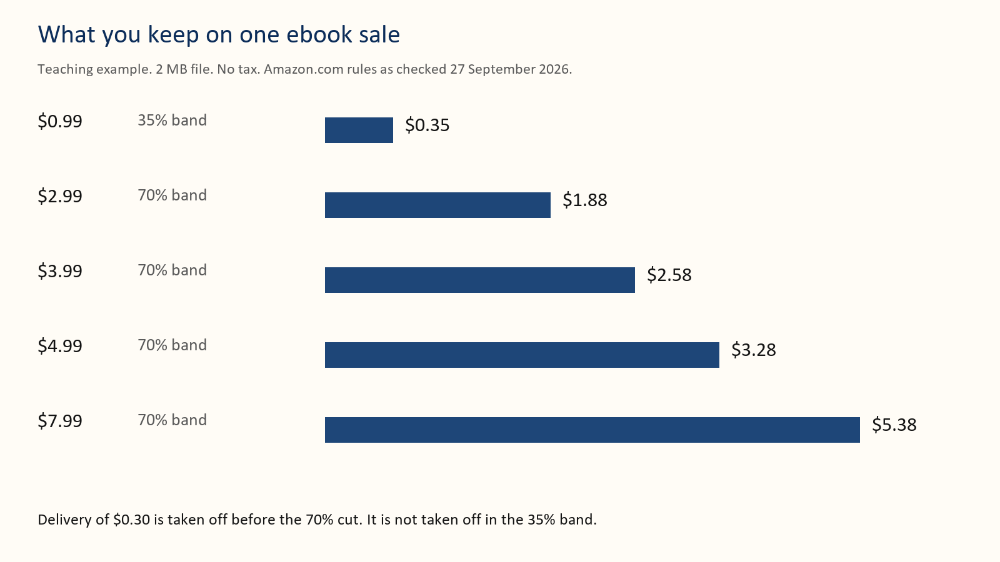 What you keep on one ebook sale
Teaching example. 2 MB file. No tax. Amazon.com rules as checked 27 September 2026.
$0.99 35% band $0.35
$2.99 70% band $1.88
$3.99 70% band $2.58
$4.99 70% band $3.28
$7.99 70% band $5.38
Delivery of $0.30 is taken off before the 70% cut. It is not taken off in the 35% band.